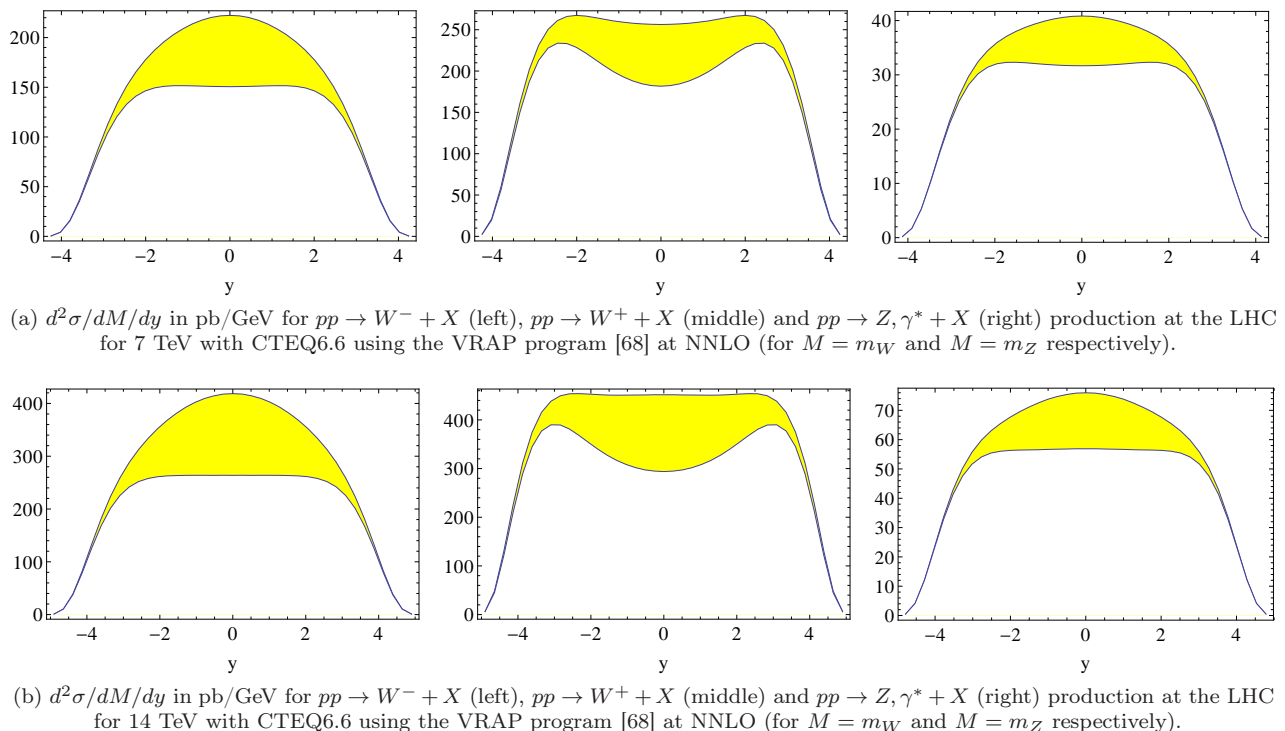 200
150
100
50
0
−4 −2 0 2 4
y
250
200
150
100
50
0
−4 −2 0 2 4
y
40
30
20
10
0
−4 −2 0 2 4
y
(a) d²σ/dM/dy in pb/GeV for pp → W⁻ + X (left), pp → W⁺ + X (middle) and pp → Z, γ* + X (right) production at the LHC
for 7 TeV with CTEQ6.6 using the VRAP program [68] at NNLO (for M = m_W and M = m_Z respectively).
400
300
200
100
0
−4 −2 0 2 4
y
400
300
200
100
0
−4 −2 0 2 4
y
70
60
50
40
30
20
10
0
−4 −2 0 2 4
y
(b) d²σ/dM/dy in pb/GeV for pp → W⁻ + X (left), pp → W⁺ + X (middle) and pp → Z, γ* + X (right) production at the LHC
for 14 TeV with CTEQ6.6 using the VRAP program [68] at NNLO (for M = m_W and M = m_Z respectively).